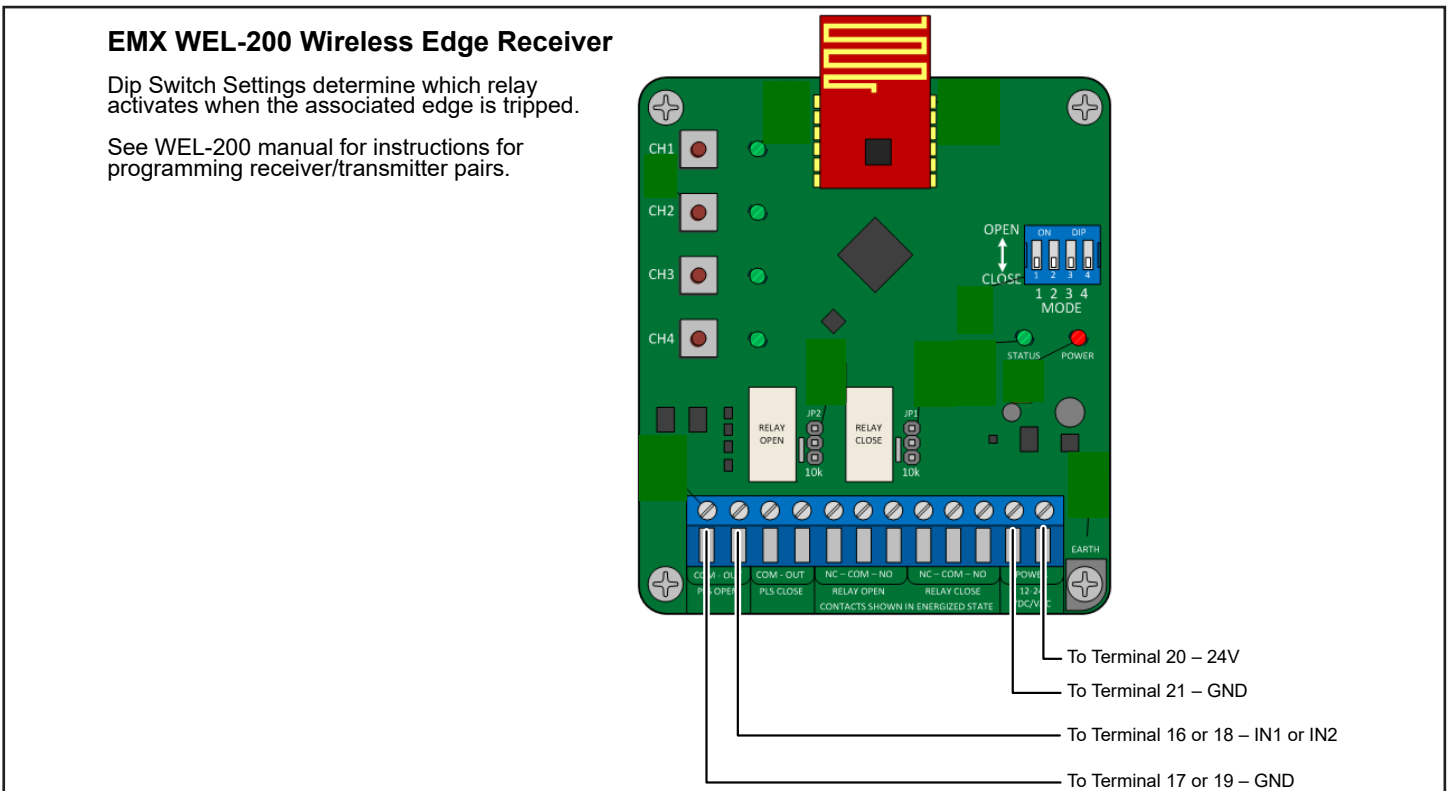 EMX WEL-200 Wireless Edge Receiver
Dip Switch Settings determine which relay
activates when the associated edge is tripped.
See WEL-200 manual for instructions for
programming receiver/transmitter pairs.
CH1
CH2
CH3
CH4
OPEN
CLOSE
ON DIP
1 2 3 4
1 2 3 4
MODE
STATUS
POWER
RELAY
OPEN
JP2
10k
RELAY
CLOSE
JP1
10k
EARTH
COM - OUT
PLS OPEN
COM - OUT
PLS CLOSE
NC – COM – NO
RELAY OPEN
NC – COM – NO
RELAY CLOSE
CONTACTS SHOWN IN ENERGIZED STATE
POWER
12-24
VDC/VAC
To Terminal 20 – 24V
To Terminal 21 – GND
To Terminal 16 or 18 – IN1 or IN2
To Terminal 17 or 19 – GND